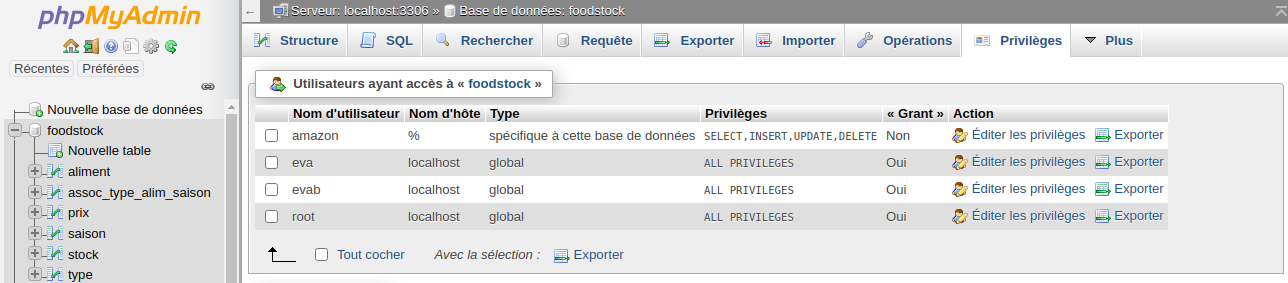 phpMyAdmin
Récentes Préférées
Nouvelle base de données
foodstock
Nouvelle table
aliment
assoc_type_alim_saison
prix
saison
stock
type
Serveur: localhost:3306 » Base de données: foodstock
Structure SQL Rechercher Requête Exporter Importer Opérations Privilèges Plus
Utilisateurs ayant accès à « foodstock »
Nom d'utilisateur Nom d'hôte Type Privilèges « Grant » Action
amazon % spécifique à cette base de données SELECT,INSERT,UPDATE,DELETE Non Éditer les privilèges Exporter
eva localhost global ALL PRIVILEGES Oui Éditer les privilèges Exporter
evab localhost global ALL PRIVILEGES Oui Éditer les privilèges Exporter
root localhost global ALL PRIVILEGES Oui Éditer les privilèges Exporter
Tout cocher Avec la sélection : Exporter